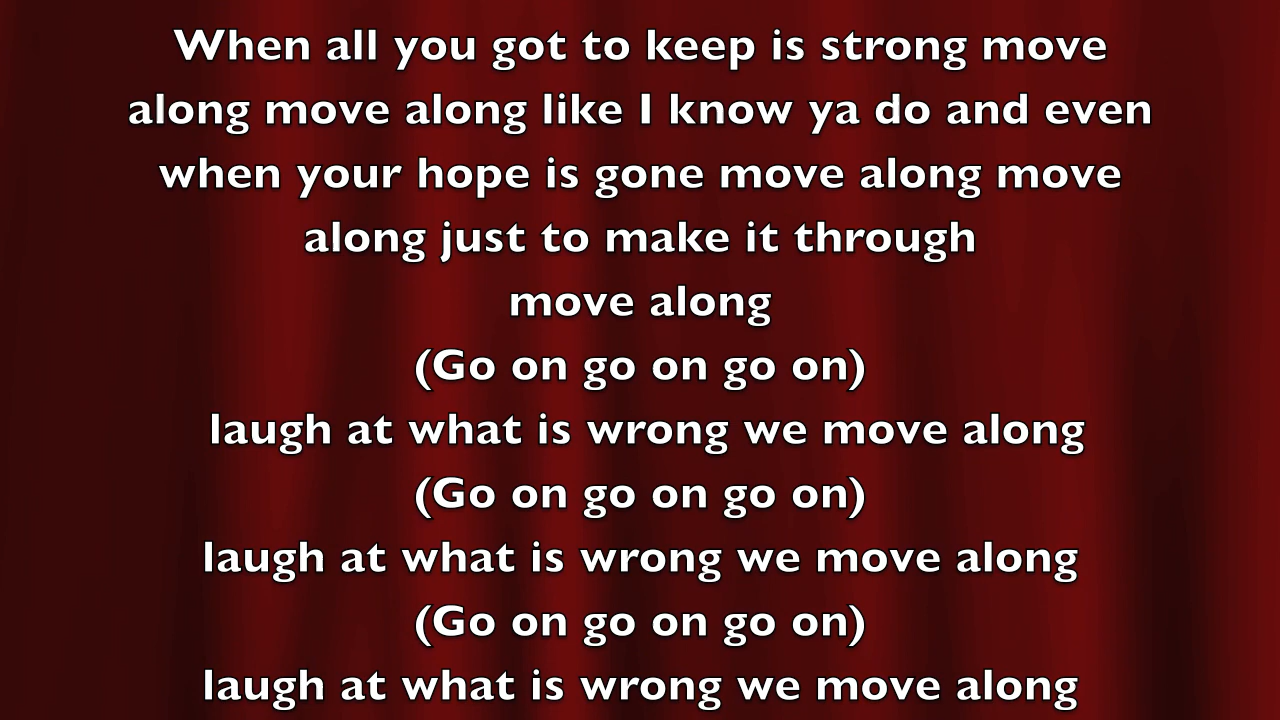 When all you got to keep is strong move
along move along like I know ya do and even
when your hope is gone move along move
along just to make it through
move along
(Go on go on go on)
laugh at what is wrong we move along
(Go on go on go on)
laugh at what is wrong we move along
(Go on go on go on)
laugh at what is wrong we move along